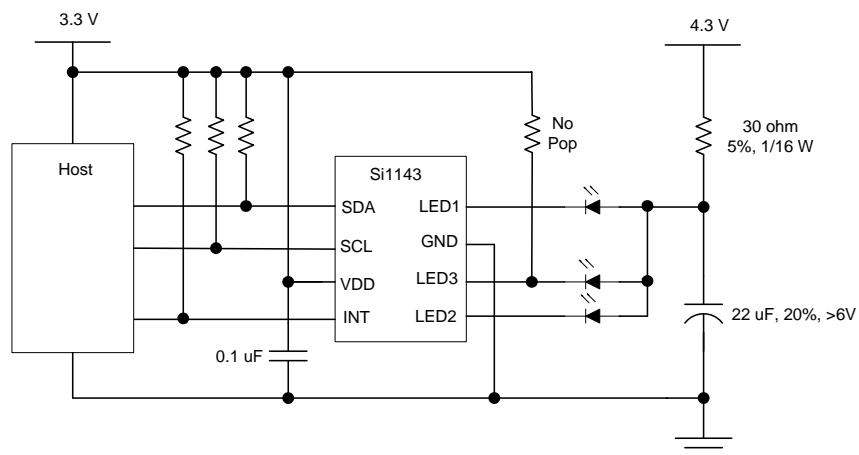 3.3 V
4.3 V
No
Pop
30 ohm
5%, 1/16 W
Host
Si1143
SDA
LED1
SCL
GND
VDD
LED3
INT
LED2
0.1 uF
22 uF, 20%, >6V